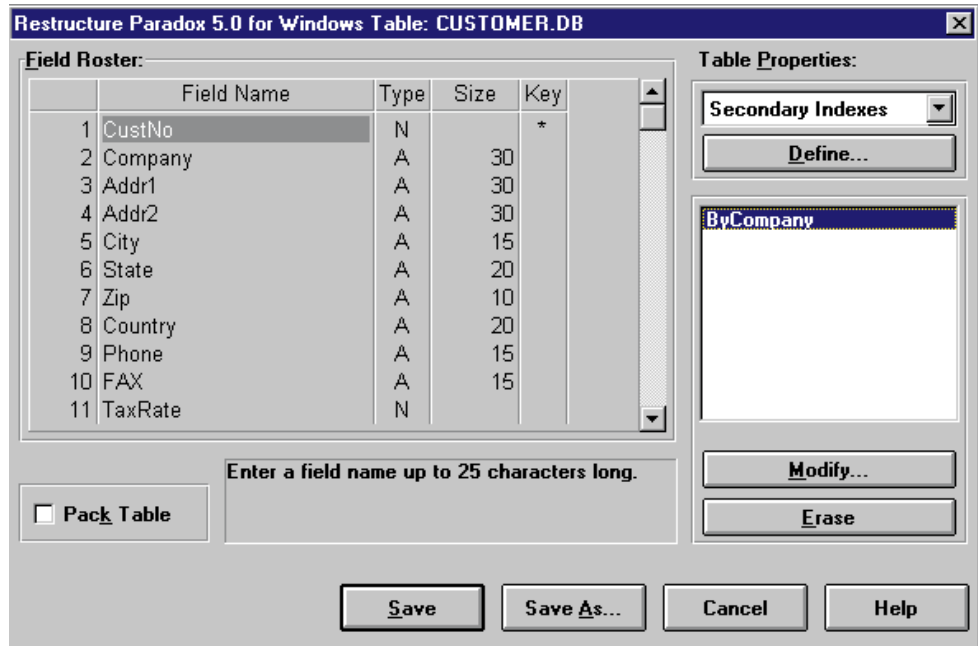 Restructure Paradox 5.0 for Windows Table: CUSTOMER.DB
Field Roster:
Field Name Type Size Key
1 CustNo N *
2 Company A 30
3 Addr1 A 30
4 Addr2 A 30
5 City A 15
6 State A 20
7 Zip A 10
8 Country A 20
9 Phone A 15
10 FAX A 15
11 TaxRate N
Enter a field name up to 25 characters long.
Pack Table
Table Properties:
Secondary Indexes
Define...
ByCompany
Modify...
Erase
Save Save As... Cancel Help